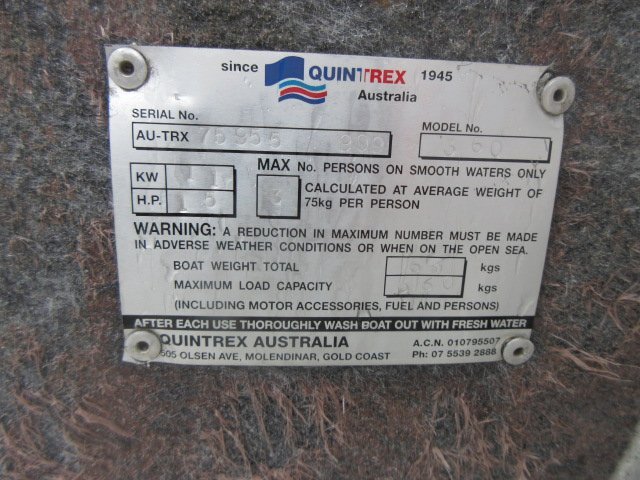 since QUINTREX 1945
Australia
SERIAL No.
AU-TRX
MODEL No.
KW
H.P.
MAX No. PERSONS ON SMOOTH WATERS ONLY
3 CALCULATED AT AVERAGE WEIGHT OF
75kg PER PERSON
WARNING: A REDUCTION IN MAXIMUM NUMBER MUST BE MADE
IN ADVERSE WEATHER CONDITIONS OR WHEN ON THE OPEN SEA.
BOAT WEIGHT TOTAL kgs
MAXIMUM LOAD CAPACITY kgs
(INCLUDING MOTOR ACCESSORIES, FUEL AND PERSONS)
AFTER EACH USE THOROUGHLY WASH BOAT OUT WITH FRESH WATER
QUINTREX AUSTRALIA A.C.N. 010795507
OLSEN AVE, MOLENDINAR, GOLD COAST Ph: 07 5539 2888